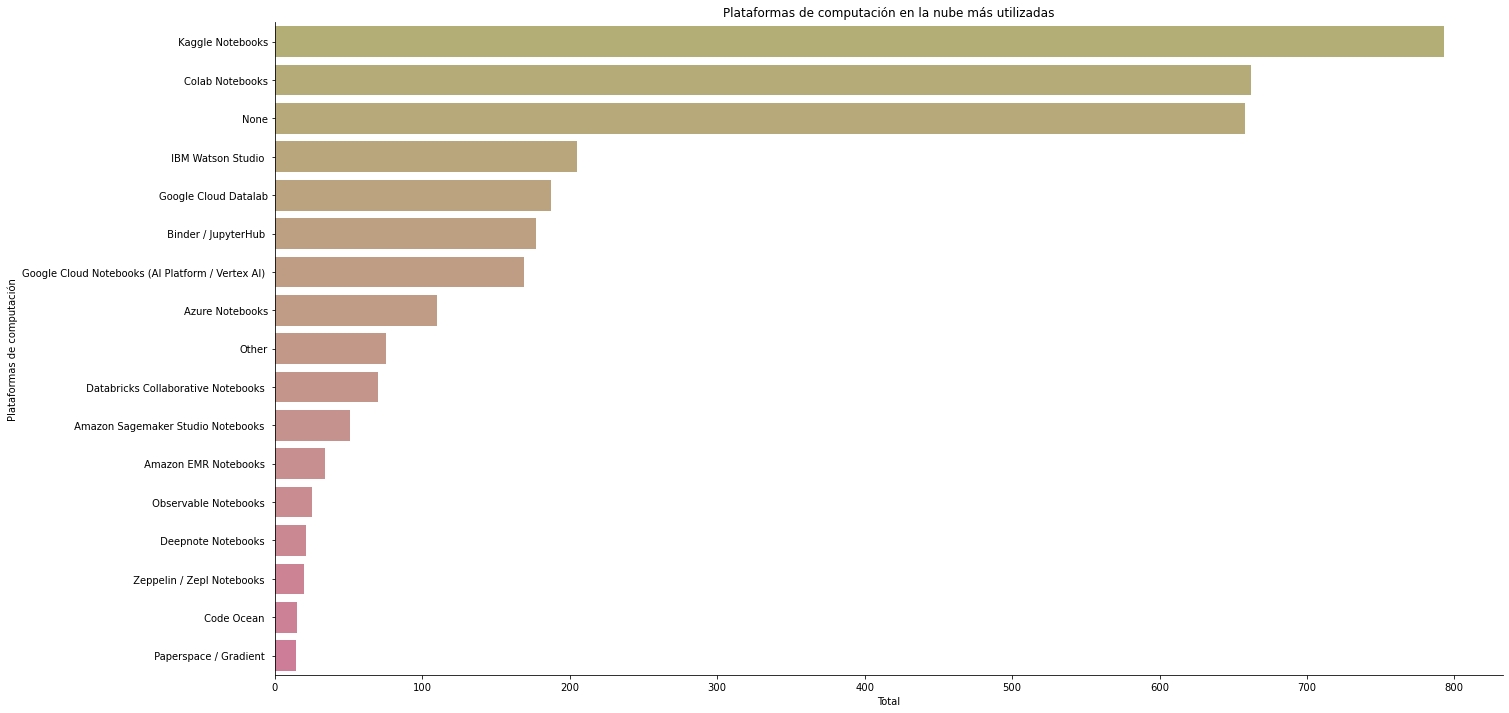 Plataformas de computación en la nube más utilizadas
Plataformas de computación
Kaggle Notebooks
Colab Notebooks
None
IBM Watson Studio
Google Cloud Datalab
Binder / JupyterHub
Google Cloud Notebooks (AI Platform / Vertex AI)
Azure Notebooks
Other
Databricks Collaborative Notebooks
Amazon Sagemaker Studio Notebooks
Amazon EMR Notebooks
Observable Notebooks
Deepnote Notebooks
Zeppelin / Zepl Notebooks
Code Ocean
Paperspace / Gradient
0 100 200 300 400 500 600 700 800
Total